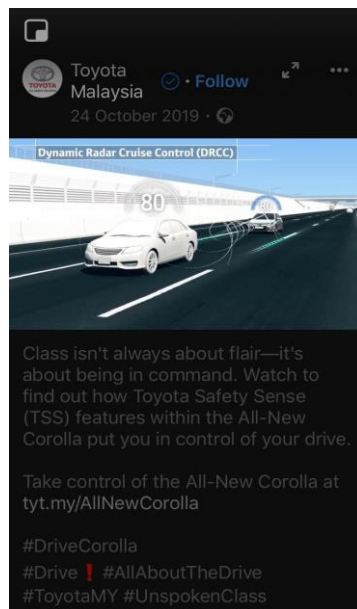 Toyota
Malaysia · Follow
24 October 2019 ·
TOYOTA
Dynamic Radar Cruise Control (DRCC)
80
Class isn't always about flair—it's
about being in command. Watch to
find out how Toyota Safety Sense
(TSS) features within the All-New
Corolla put you in control of your drive.
Take control of the All-New Corolla at
tyt.my/AllNewCorolla
#DriveCorolla
#Drive❗#AllAboutTheDrive
#ToyotaMY #UnspokenClass